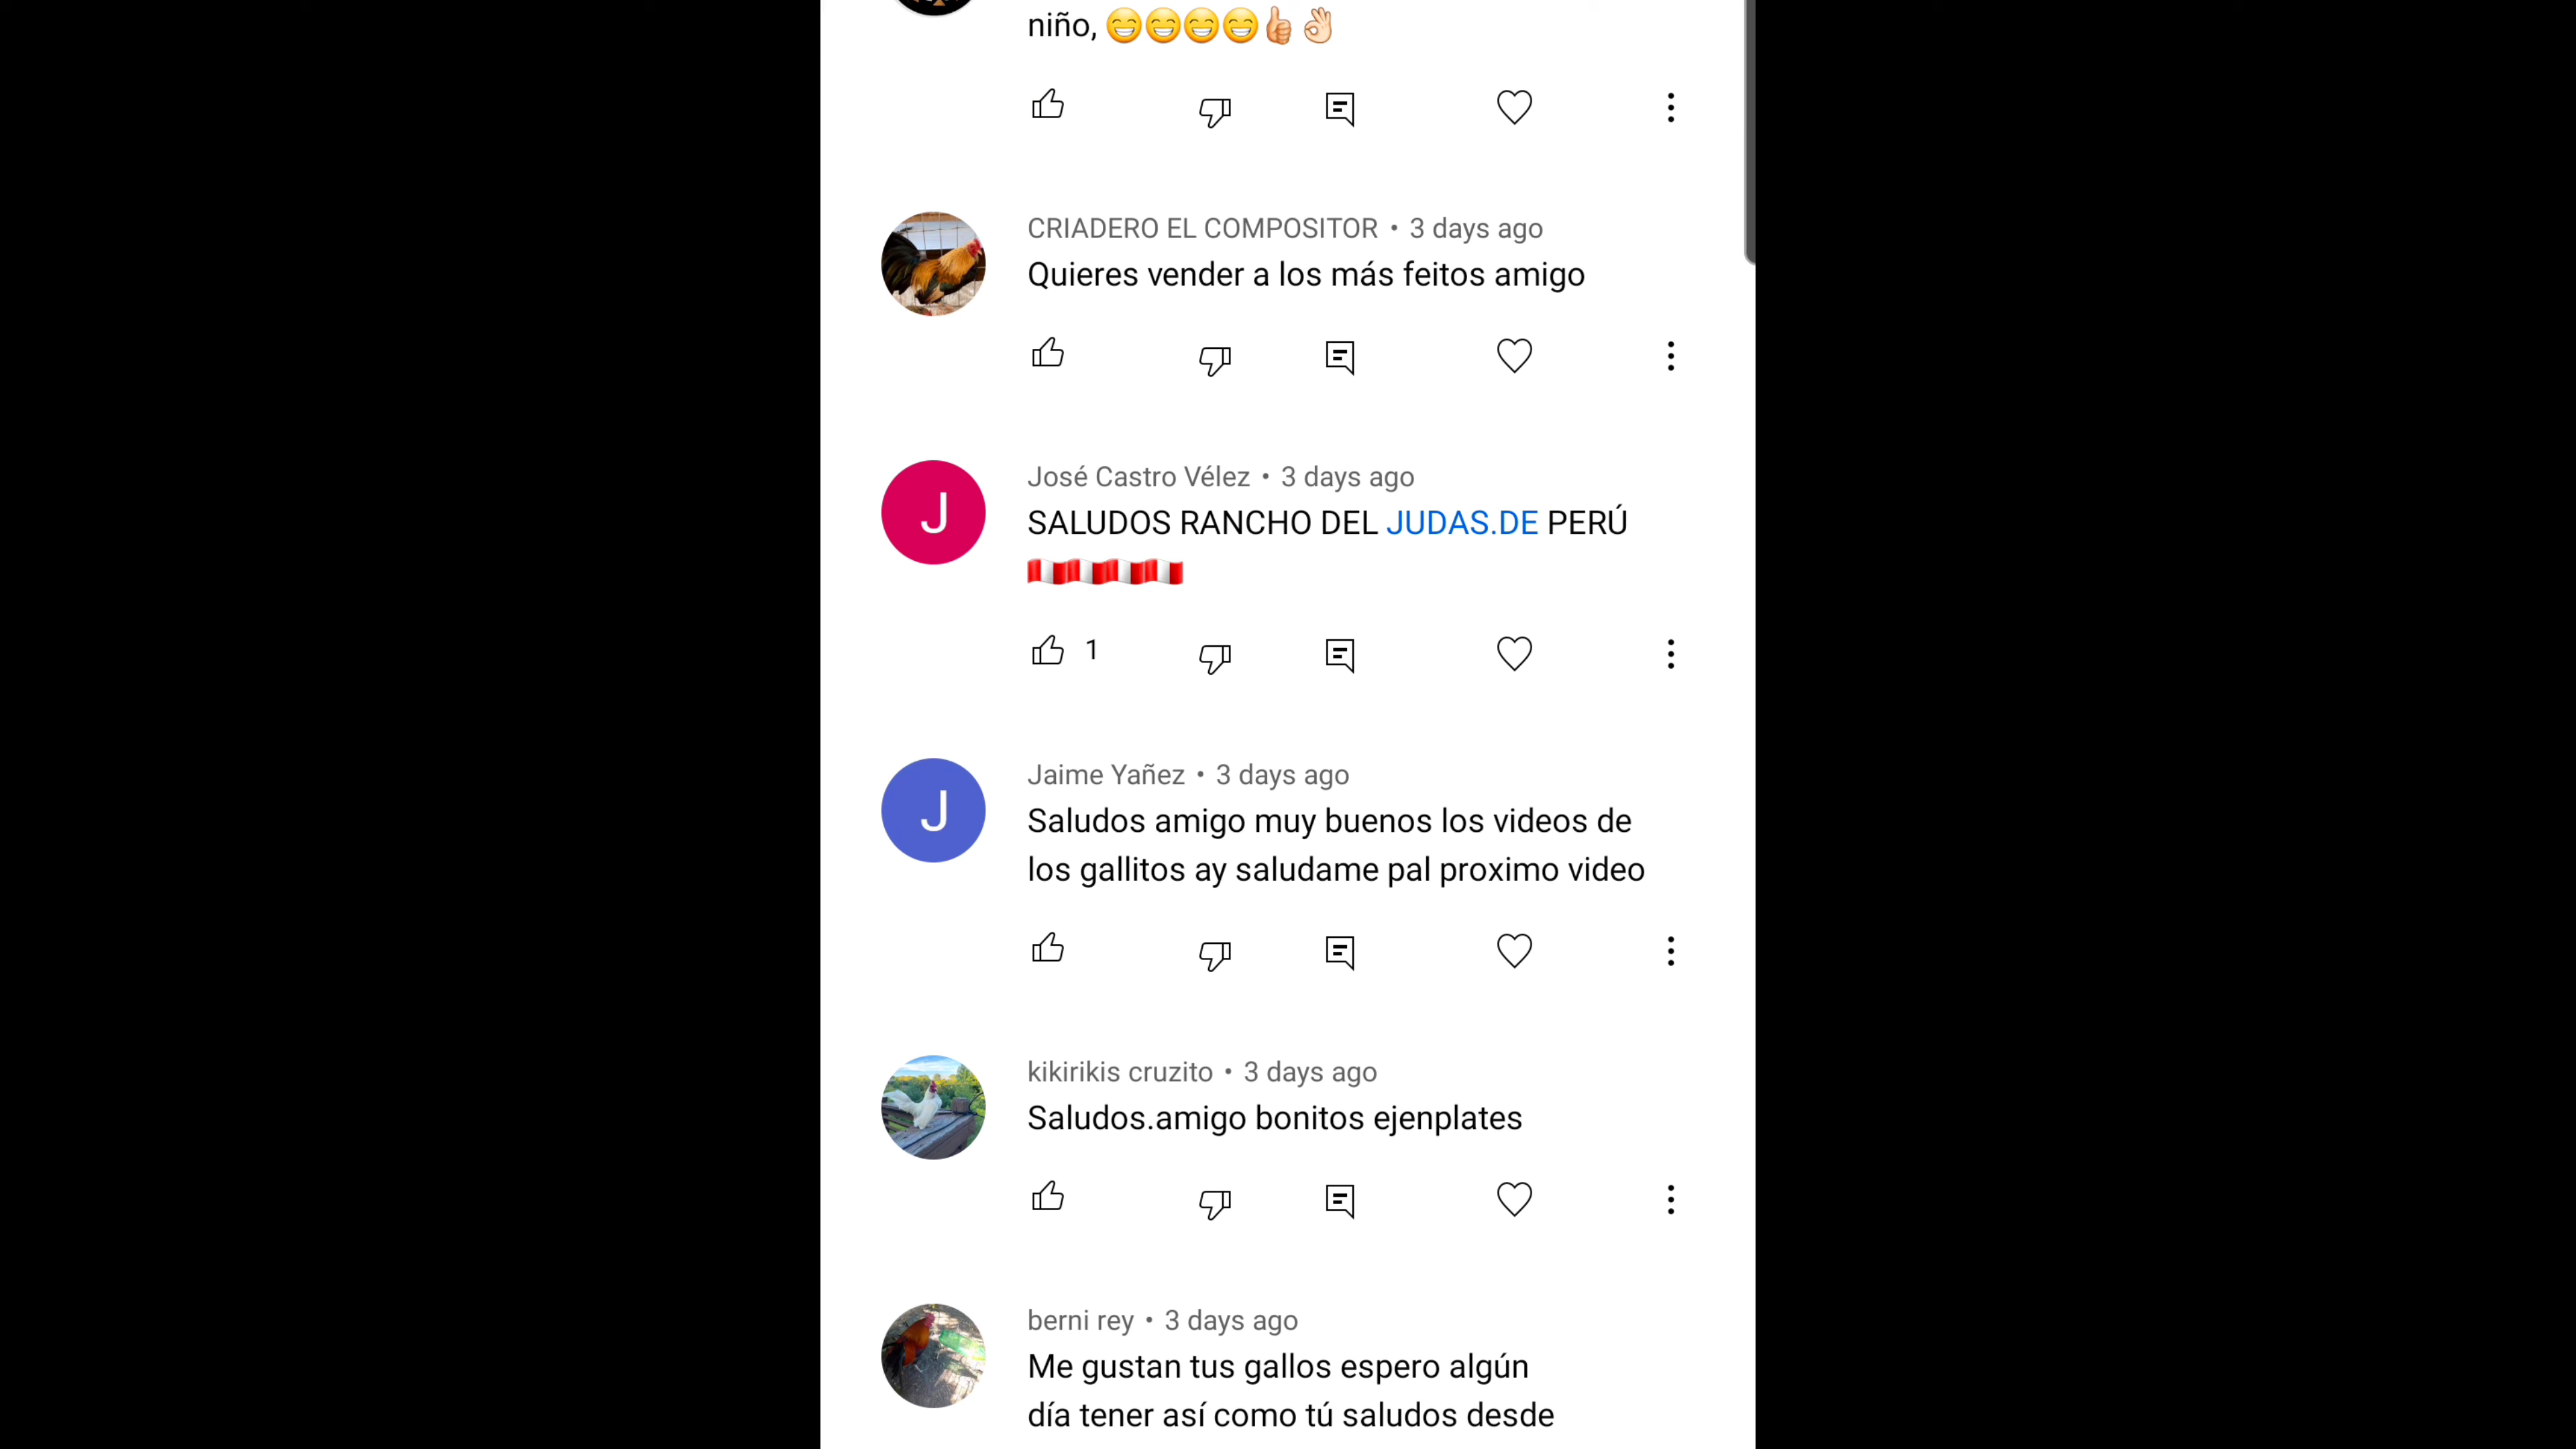 niño, 😁😁😁😁👍🏻👌🏻
CRIADERO EL COMPOSITOR • 3 days ago
Quieres vender a los más feitos amigo
J
José Castro Vélez • 3 days ago
SALUDOS RANCHO DEL JUDAS.DE PERÚ
🇵🇪🇵🇪🇵🇪🇵🇪
1
J
Jaime Yañez • 3 days ago
Saludos amigo muy buenos los videos de
los gallitos ay saludame pal proximo video
kikirikis cruzito • 3 days ago
Saludos.amigo bonitos ejenplates
berni rey • 3 days ago
Me gustan tus gallos espero algún
día tener así como tú saludos desde